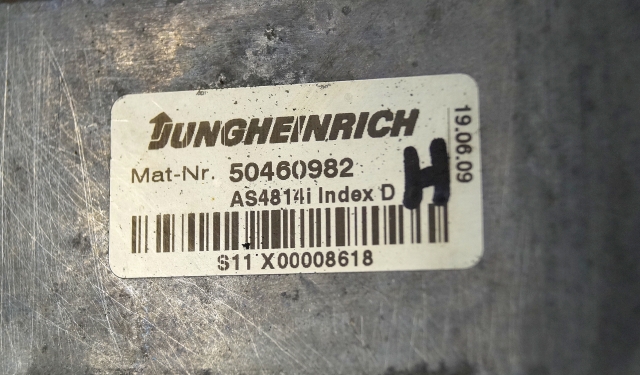 JUNGHEINRICH
Mat-Nr. 50460982
AS4814i Index D
H
S11 X00008618
19.06.09